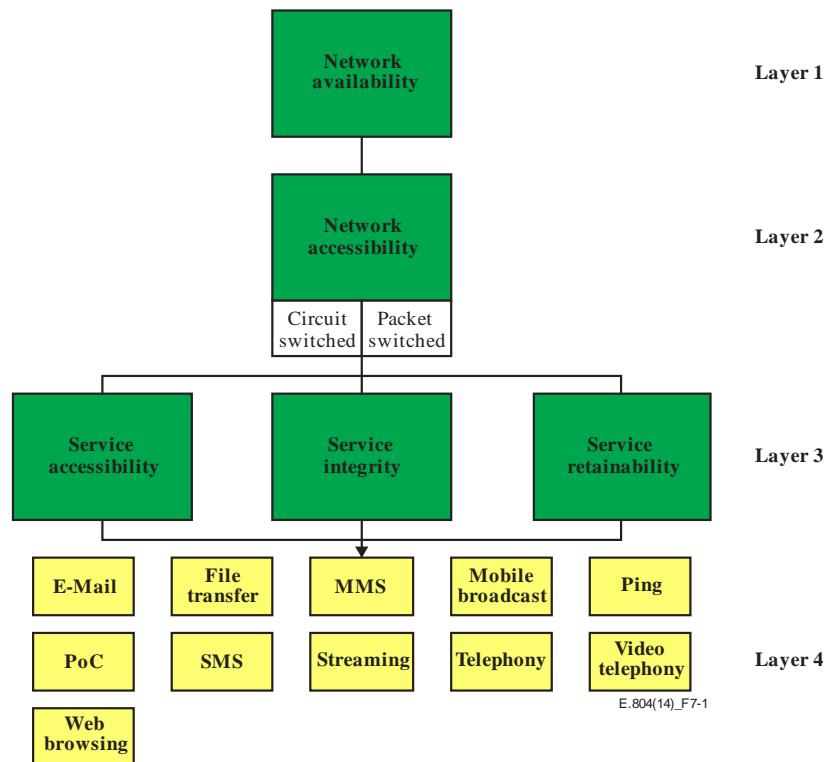 Network
availability
Layer 1
Network
accessibility
Layer 2
Circuit
switched
Packet
switched
Service
accessibility
Service
integrity
Service
retainability
Layer 3
E-Mail
File
transfer
MMS
Mobile
broadcast
Ping
PoC
SMS
Streaming
Telephony
Video
telephony
Layer 4
E.804(14)_F7-1
Web
browsing